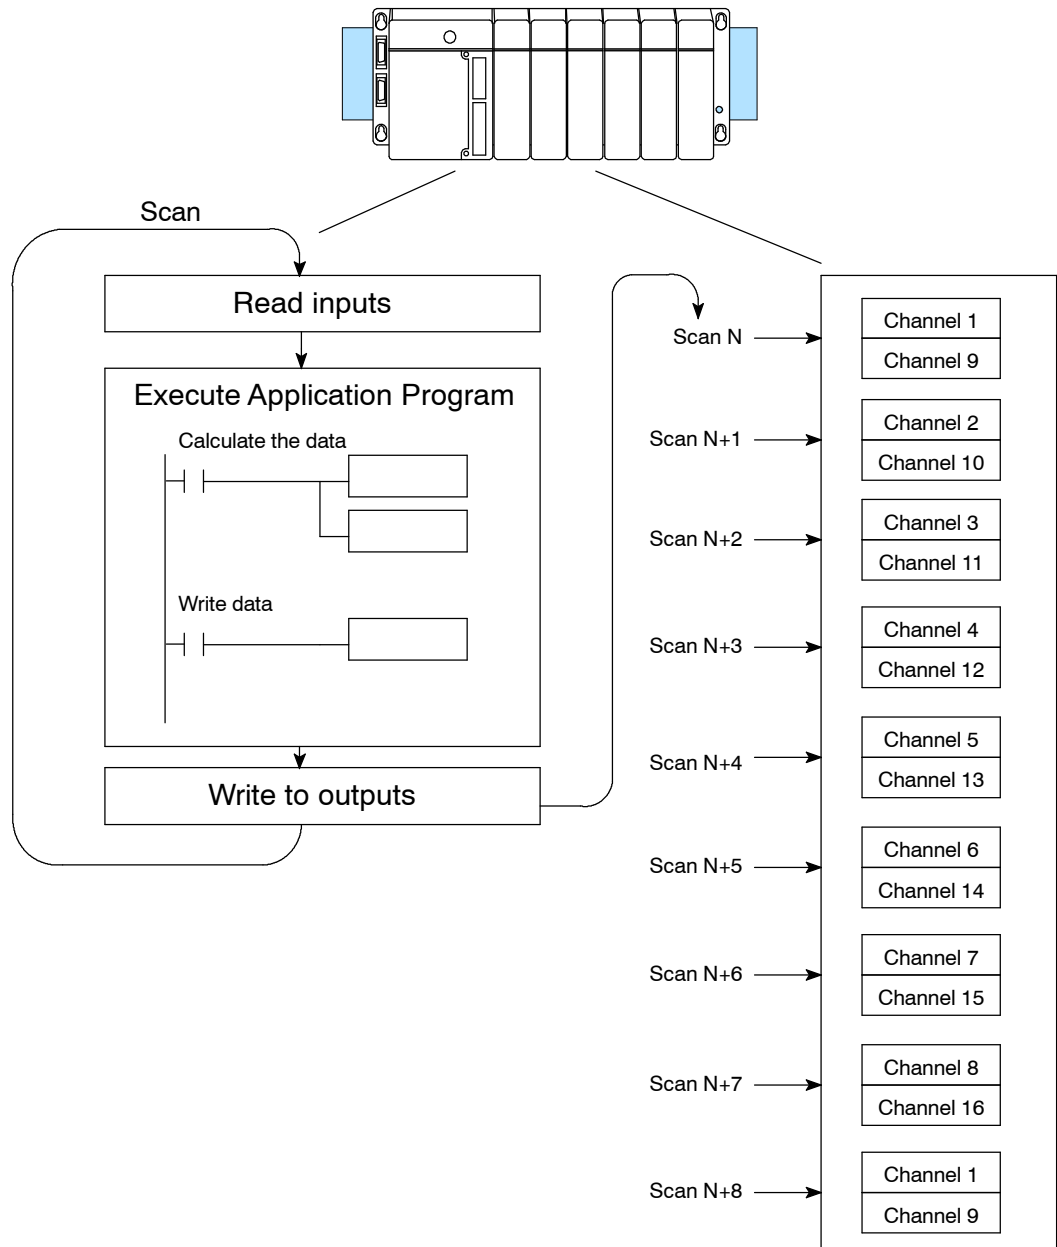 Scan
Read inputs
Execute Application Program
Calculate the data
Write data
Write to outputs
Scan N
Channel 1
Channel 9
Scan N+1
Channel 2
Channel 10
Scan N+2
Channel 3
Channel 11
Scan N+3
Channel 4
Channel 12
Scan N+4
Channel 5
Channel 13
Scan N+5
Channel 6
Channel 14
Scan N+6
Channel 7
Channel 15
Scan N+7
Channel 8
Channel 16
Scan N+8
Channel 1
Channel 9